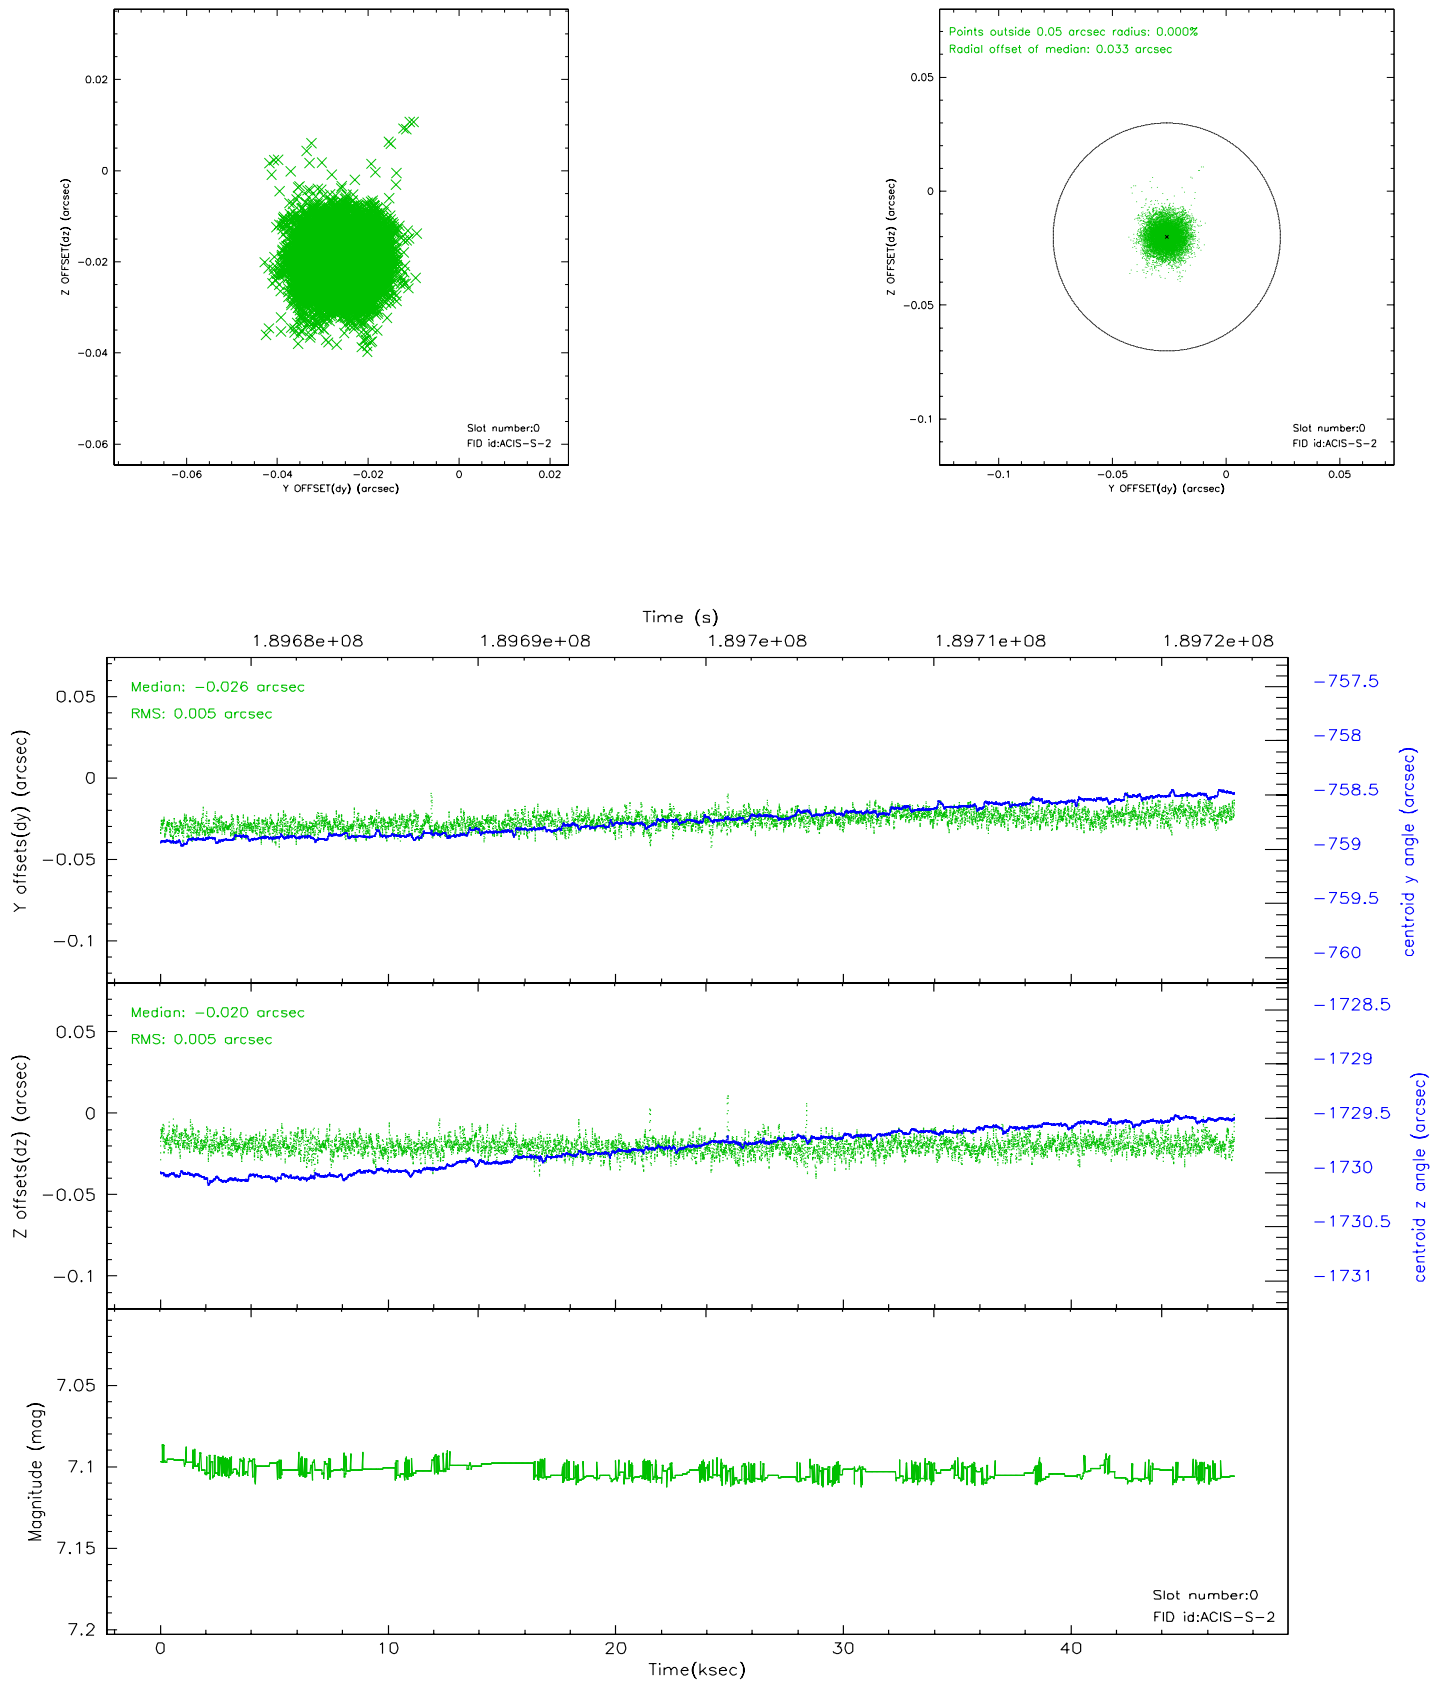 0.02
0
-0.02
-0.04
-0.06
Z OFFSET(dz) (arcsec)
-0.06
-0.04
-0.02
0
0.02
Y OFFSET(dy) (arcsec)
Slot number:0
FID id:ACIS-S-2
Points outside 0.05 arcsec radius: 0.000%
Radial offset of median: 0.033 arcsec
0.05
0
-0.05
-0.1
Z OFFSET(dz) (arcsec)
-0.1
-0.05
0
0.05
Y OFFSET(dy) (arcsec)
Slot number:0
FID id:ACIS-S-2
Time (s)
1.8968e+08
1.8969e+08
1.897e+08
1.8971e+08
1.8972e+08
Median: -0.026 arcsec
RMS: 0.005 arcsec
0.05
0
-0.05
-0.1
Y offsets(dy) (arcsec)
-757.5
-758
-758.5
-759
-759.5
-760
centroid y angle (arcsec)
Median: -0.020 arcsec
RMS: 0.005 arcsec
0.05
0
-0.05
-0.1
Z offsets(dz) (arcsec)
-1728.5
-1729
-1729.5
-1730
-1730.5
-1731
centroid z angle (arcsec)
7.05
7.1
7.15
7.2
Magnitude (mag)
Slot number:0
FID id:ACIS-S-2
0
10
20
30
40
Time(ksec)